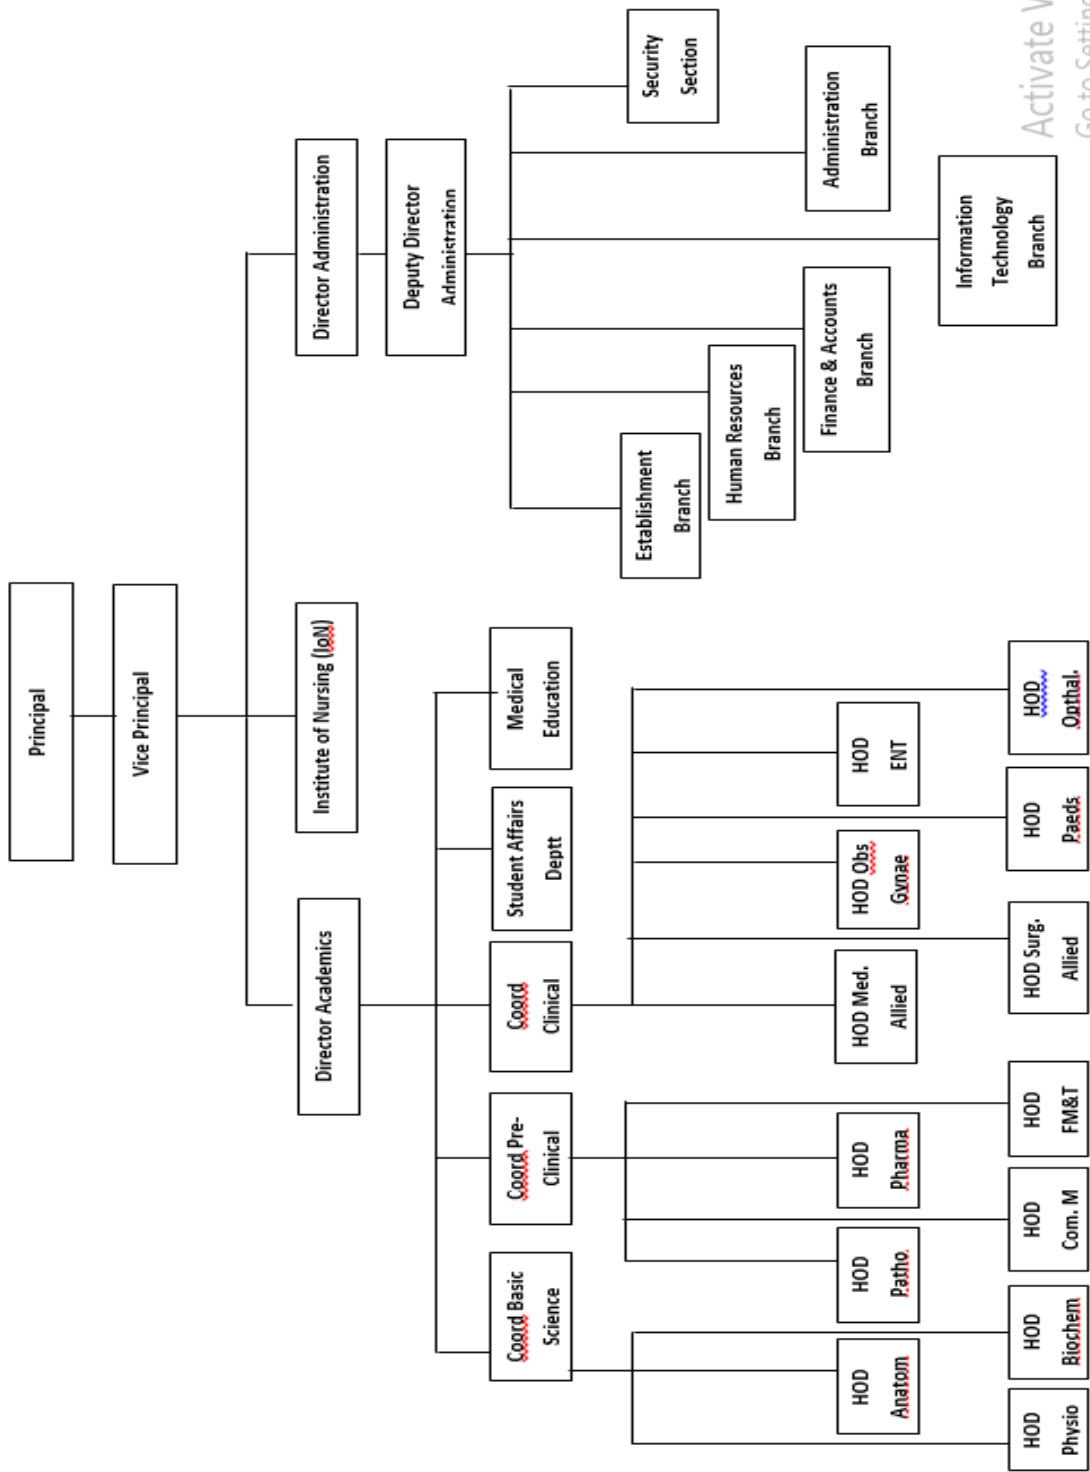 Principal
Vice Principal
Director Academics
Institute of Nursing (IoN)
Director Administration
Deputy Director
Administration
Coord Basic
Science
Coord Pre-
Clinical
Coord
Clinical
Student Affairs
Deptt
Medical
Education
Establishment
Branch
Human Resources
Branch
Finance & Accounts
Branch
Information
Technology
Branch
Administration
Branch
Security
Section
HOD
Anatom
HOD
Patho.
HOD
Pharma
HOD Med.
Allied
HOD Obs
Gynae
HOD
ENT
HOD
Physio
HOD
Biochem
HOD
Com. M
HOD
FM&T
HOD Surg.
Allied
HOD
Paeds
HOD
Opthal.
Activate
Go to